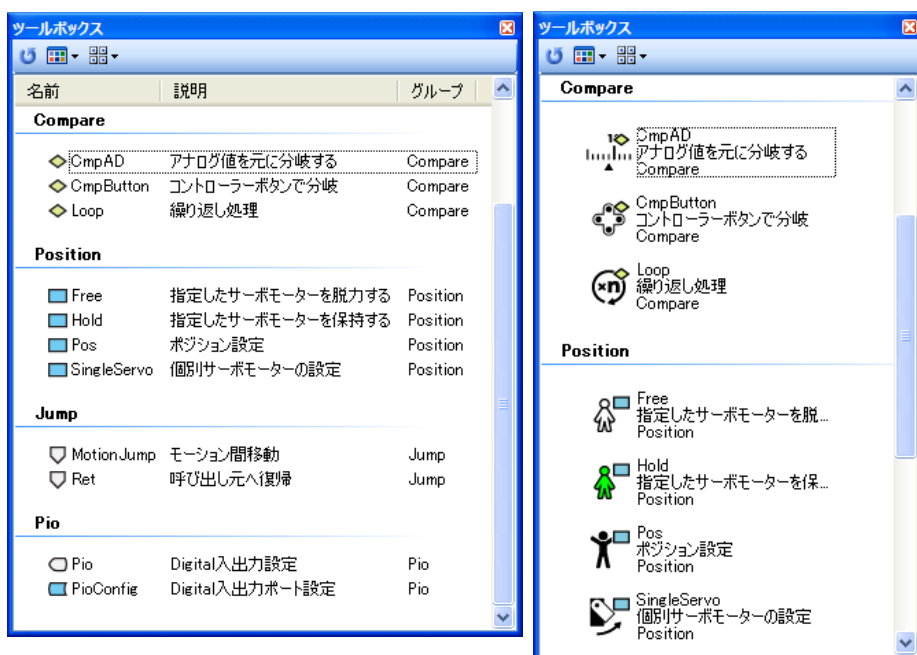 ツールボックス
名前 説明 グループ
Compare
CmpAD アナログ値を元に分岐する Compare
CmpButton コントローラーボタンで分岐 Compare
Loop 繰り返し処理 Compare
Position
Free 指定したサーボモーターを脱力する Position
Hold 指定したサーボモーターを保持する Position
Pos ポジション設定 Position
SingleServo 個別サーボモーターの設定 Position
Jump
MotionJump モーション間移動 Jump
Ret 呼び出し元へ復帰 Jump
Pio
Pio Digital入出力設定 Pio
PioConfig Digital入出力ポート設定 Pio
ツールボックス
Compare
CmpAD
アナログ値を元に分岐する
Compare
CmpButton
コントローラーボタンで分岐
Compare
×n
Loop
繰り返し処理
Compare
Position
Free
指定したサーボモーターを脱...
Position
Hold
指定したサーボモーターを保...
Position
Pos
ポジション設定
Position
SingleServo
個別サーボモーターの設定
Position